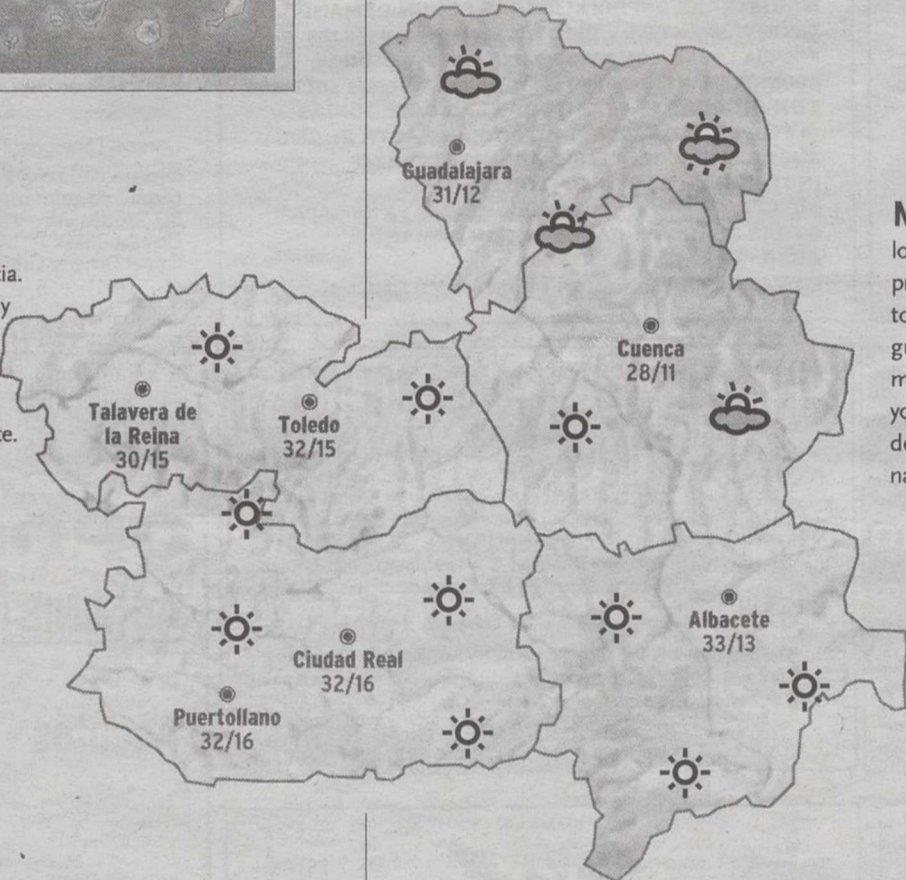 Guadalajara
31/12
Cuenca
28/11
Talavera de
la Reina
30/15
Toledo
32/15
Ciudad Real
32/16
Puertollano
32/16
Albacete
33/13
y